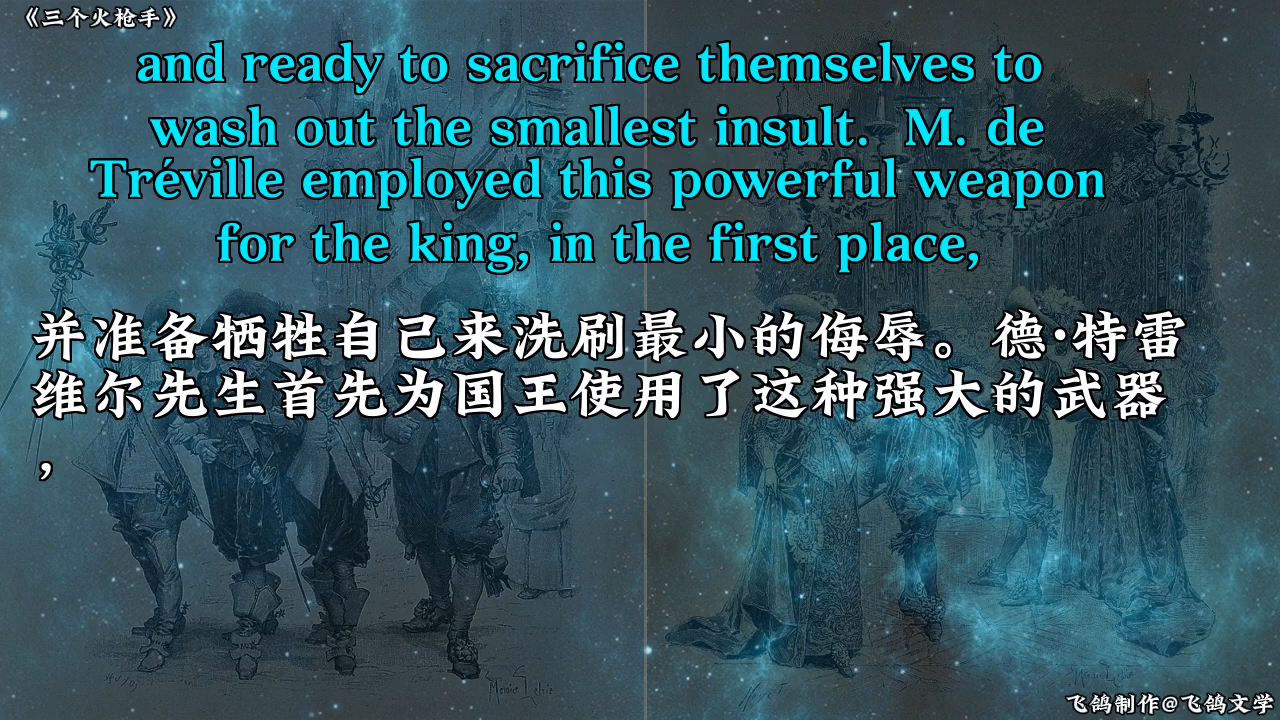 《三个火枪手》
and ready to sacrifice themselves to
wash out the smallest insult. M. de
Tréville employed this powerful weapon
for the king, in the first place,
并准备牺牲自己来洗刷最小的侮辱。德·特雷
维尔先生首先为国王使用了这种强大的武器
，
飞鸽制作@飞鸽文学